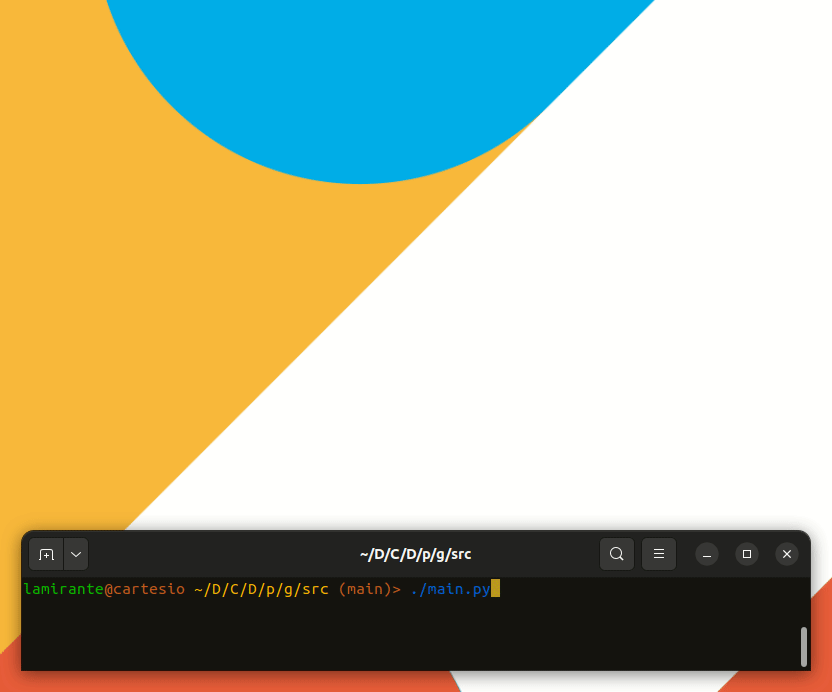 ~/D/C/D/p/g/src
lamirante@cartesio ~/D/C/D/p/g/src (main)> ./main.py